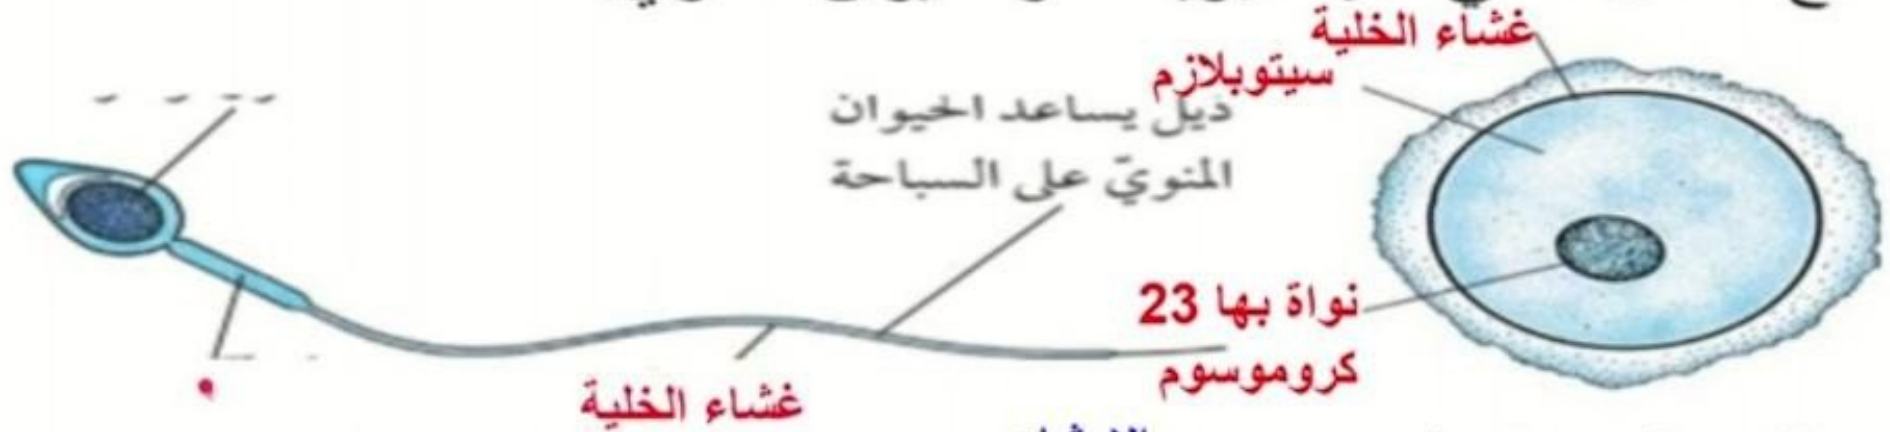 غشاء الخلية
سيتوبلازم
ذيل يساعد الحيوان
المنويّ على السباحة
نواة بها 23
كروموسوم
غشاء الخلية